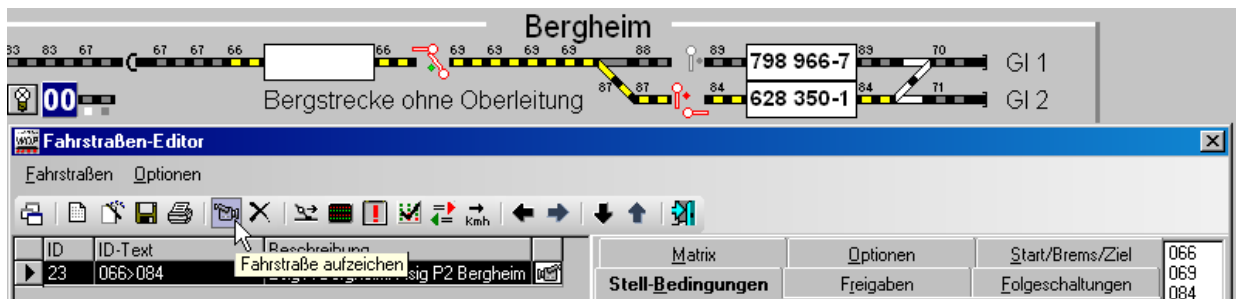 Bergheim
83 83 67 67 67 66 66 69 69 69 69 88 89 798 966-7 89 70 Gl 1
00 Bergstrecke ohne Oberleitung 87 87 84 628 350-1 84 71 Gl 2
Fahrstraßen-Editor
Fahrstraßen Optionen
Kmh
ID ID-Text Beschreibung Matrix Optionen Start/Brems/Ziel 066
Fahrstraße aufzeichen
23 066>084 P2 Bergheim Stell-Bedingungen Freigaben Folgeschaltungen 069
084